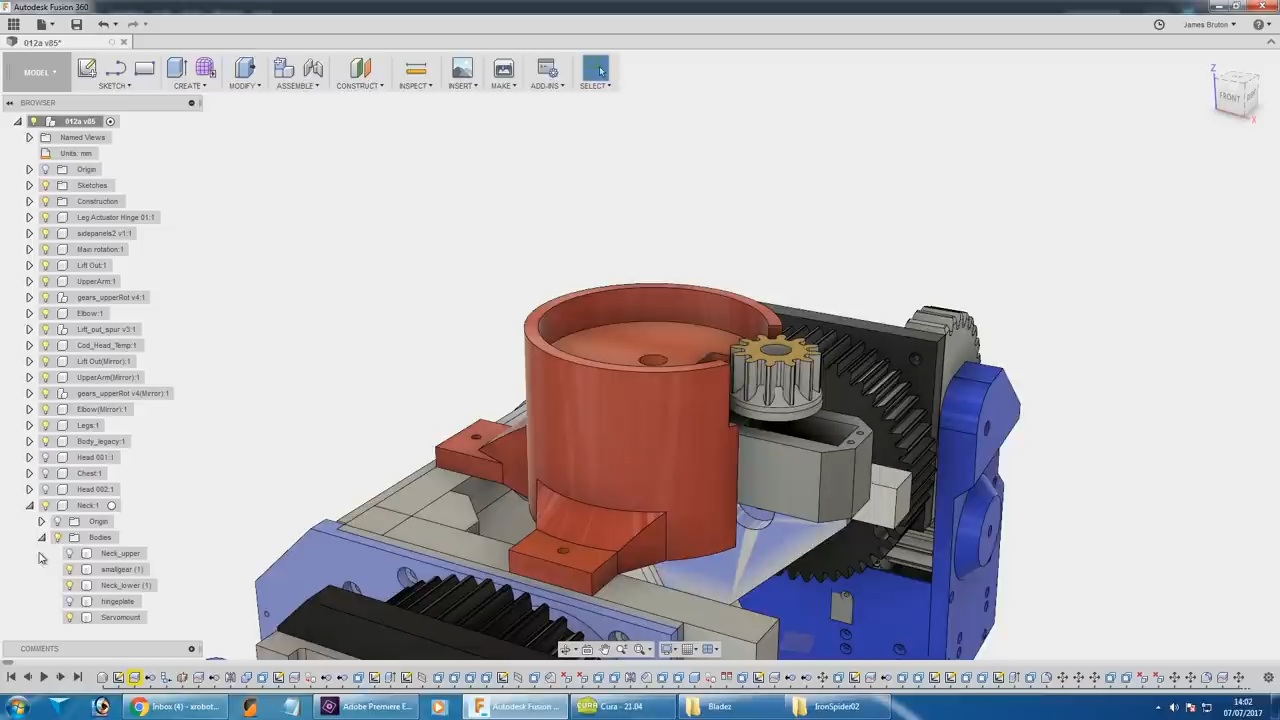 Autodesk Fusion 360
James Bruton
012a v85*
MODEL
SKETCH
CREATE
MODIFY
ASSEMBLE
CONSTRUCT
INSPECT
INSERT
MAKE
ADD-INS
SELECT
BROWSER
Z
FRONT
X
012a v85
Named Views
Units: mm
Origin
Sketches
Construction
Leg Actuator Hinge 01:1
sidepanels2 v1:1
Main rotation:1
Lift Out:1
UpperArm:1
gears_upperRot v4:1
Elbow:1
Lift_out_spur v3:1
Cod_Head_Temp:1
Lift Out(Mirror):1
UpperArm(Mirror):1
gears_upperRot v4(Mirror):1
Elbow(Mirror):1
Legs:1
Body_legacy:1
Head 001:1
Chest:1
Head 002:1
Neck:1
Origin
Bodies
Neck_upper
smallgear (1)
Neck_lower (1)
hingeplate
Servomount
COMMENTS
Inbox (4) - xrobot...
Adobe Premiere E...
Autodesk Fusion ...
CURA
Cura - 21.04
Bladez
IronSpider02
14:02
07/07/2017